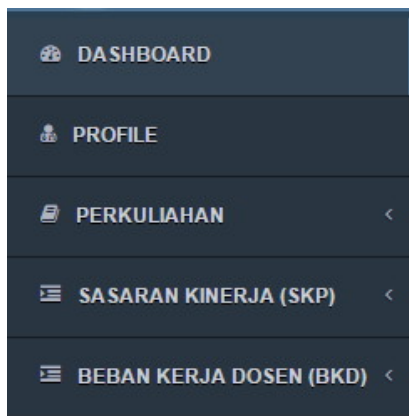 DASHBOARD
PROFILE
PERKULIAHAN
SASARAN KINERJA (SKP)
BEBAN KERJA DOSEN (BKD)